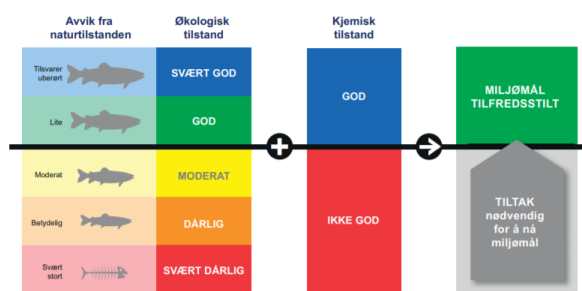 Avvik fra
naturtilstanden
Økologisk
tilstand
Kjemisk
tilstand
Tilsvarer
uberørt
SVÆRT GOD
Lite
GOD
Moderat
MODERAT
Betydelig
DÅRLIG
Svært
stort
SVÆRT DÅRLIG
GOD
IKKE GOD
MILJØMÅL
TILFREDSSTILT
TILTAK
nødvendig
for å nå
miljømål